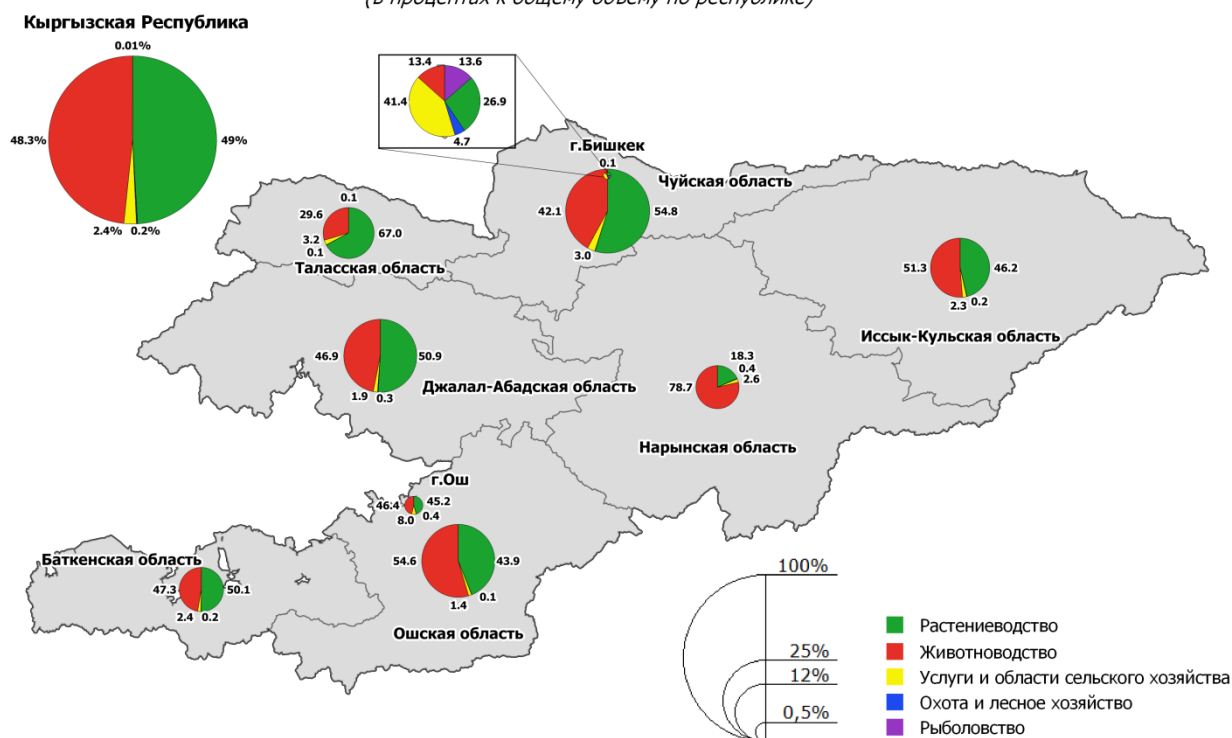 (в процентах к общему объему по республике)
Кыргызская Республика
0.01%
48.3%
49%
2.4%
0.2%
13.4
13.6
41.4
26.9
4.7
г.Бишкек
0.1
Чуйская область
42.1
54.8
3.0
0.1
29.6
67.0
3.2
0.1
Таласская область
51.3
46.2
2.3
0.2
Иссык-Кульская область
46.9
50.9
1.9
0.3
Джалал-Абадская область
18.3
0.4
2.6
78.7
Нарынская область
г.Ош
46.4
45.2
8.0
0.4
54.6
43.9
1.4
0.1
Ошская область
Баткенская область
47.3
50.1
2.4
0.2
100%
25%
12%
0,5%
Растениеводство
Животноводство
Услуги и области сельского хозяйства
Охота и лесное хозяйство
Рыболовство